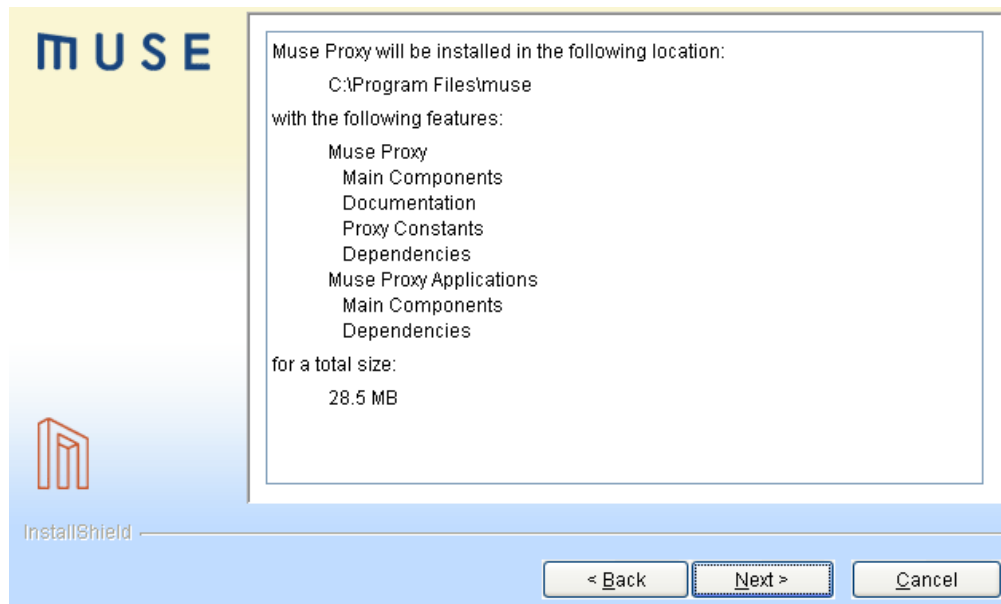 MUSE
Muse Proxy will be installed in the following location:
C:\Program Files\muse
with the following features:
Muse Proxy
Main Components
Documentation
Proxy Constants
Dependencies
Muse Proxy Applications
Main Components
Dependencies
for a total size:
28.5 MB
InstallShield
< Back
Next >
Cancel